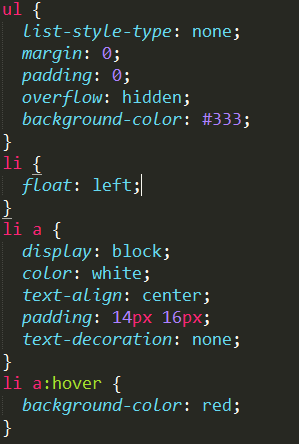 ul {
  list-style-type: none;
  margin: 0;
  padding: 0;
  overflow: hidden;
  background-color: #333;
}
li {
  float: left;
}
li a {
  display: block;
  color: white;
  text-align: center;
  padding: 14px 16px;
  text-decoration: none;
}
li a:hover {
  background-color: red;
}